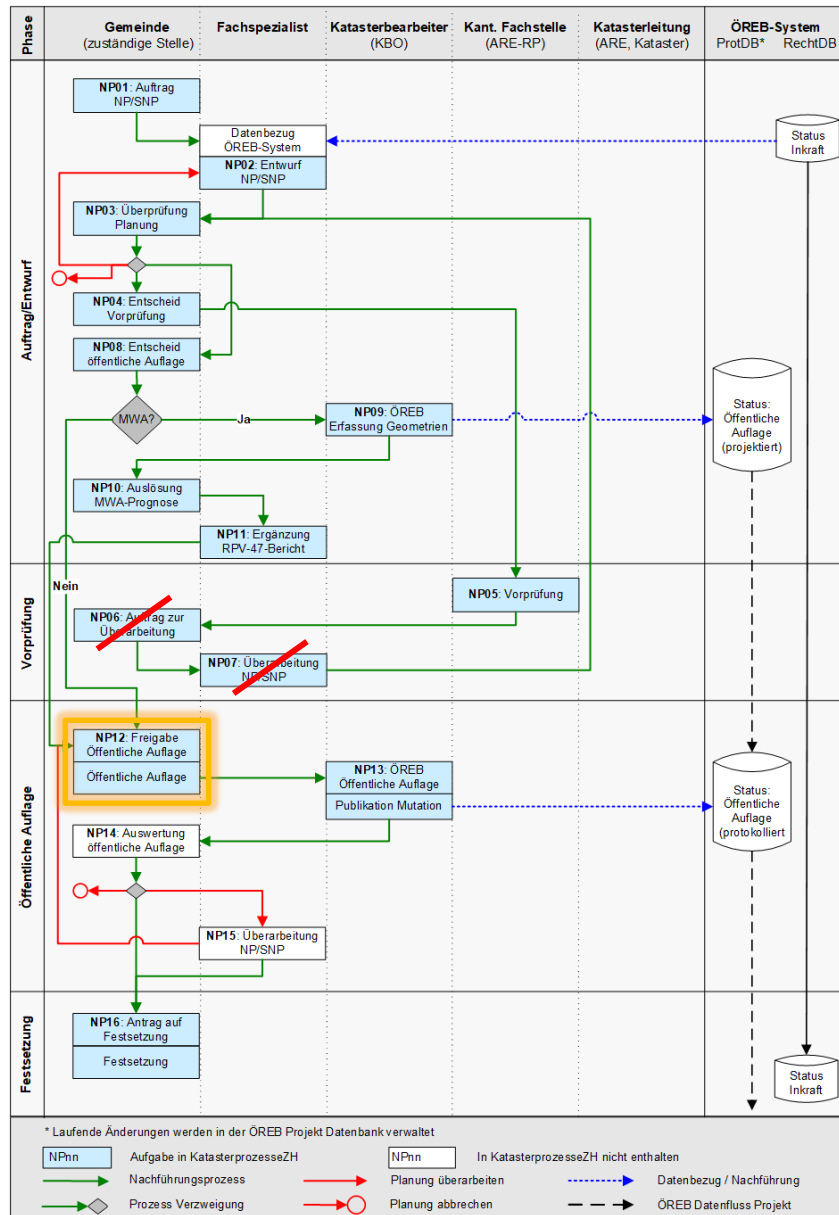 Phase
Gemeinde
(zuständige Stelle)
Fachspezialist
Katasterbearbeiter
(KBO)
Kant. Fachstelle
(ARE-RP)
Katasterleitung
(ARE, Kataster)
ÖREB-System
ProtDB* RechtDB
Auftrag/Entwurf
NP01: Auftrag
NP/SNP
Datenbezug
ÖREB-System
Status
Inkraft
NP02: Entwurf
NP/SNP
NP03: Überprüfung
Planung
NP04: Entscheid
Vorprüfung
NP08: Entscheid
öffentliche Auflage
MWA?
Ja
NP09: ÖREB
Erfassung Geometrien
Status:
Öffentliche
Auflage
(projektiert)
NP10: Auslösung
MWA-Prognose
NP11: Ergänzung
RPV-47-Bericht
Nein
Vorprüfung
NP05: Vorprüfung
NP06: Auftrag zur
Überarbeitung
NP07: Überarbeitung
NP/SNP
Öffentliche Auflage
NP12: Freigabe
Öffentliche Auflage
Öffentliche Auflage
NP13: ÖREB
Öffentliche Auflage
Publikation Mutation
Status:
Öffentliche
Auflage
(protokolliert
NP14: Auswertung
öffentliche Auflage
NP15: Überarbeitung
NP/SNP
Festsetzung
NP16: Antrag auf
Festsetzung
Festsetzung
Status
Inkraft
* Laufende Änderungen werden in der ÖREB Projekt Datenbank verwaltet
NPnn Aufgabe in KatasterprozesseZH NPnn In KatasterprozesseZH nicht enthalten
Nachführungsprozess Planung überarbeiten Datenbezug / Nachführung
Prozess Verzweigung Planung abbrechen ÖREB Datenfluss Projekt